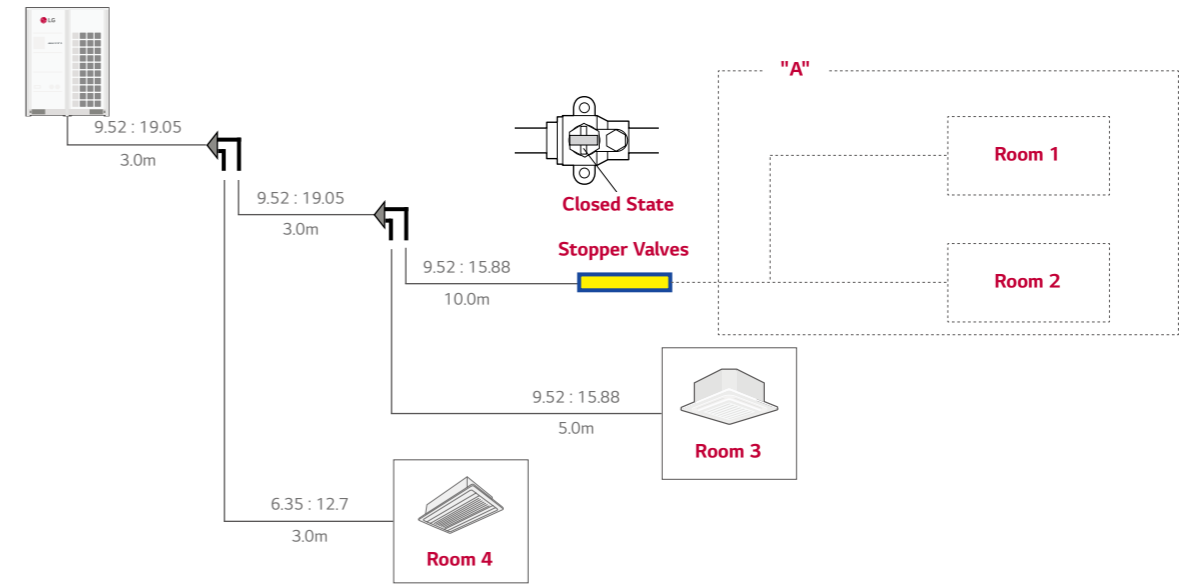 LG
"A"
9.52 : 19.05
3.0m
Room 1
9.52 : 19.05
3.0m
Closed State
Stopper Valves
9.52 : 15.88
10.0m
Room 2
9.52 : 15.88
5.0m
Room 3
6.35 : 12.7
3.0m
Room 4